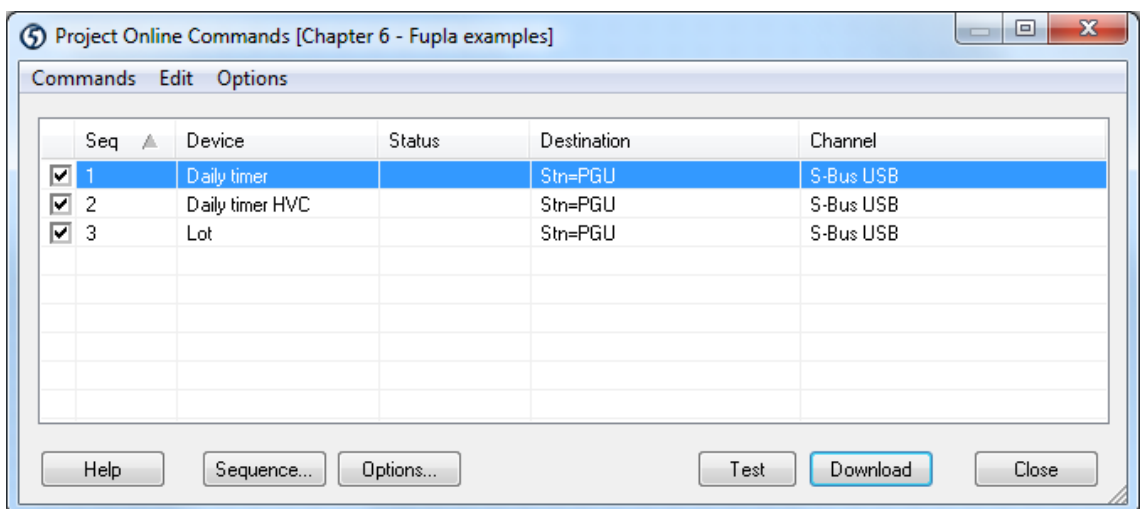 Project Online Commands [Chapter 6 - Fupla examples]
Commands Edit Options
Seq Device Status Destination Channel
1 Daily timer Stn=PGU S-Bus USB
2 Daily timer HVC Stn=PGU S-Bus USB
3 Lot Stn=PGU S-Bus USB
Help Sequence... Options... Test Download Close